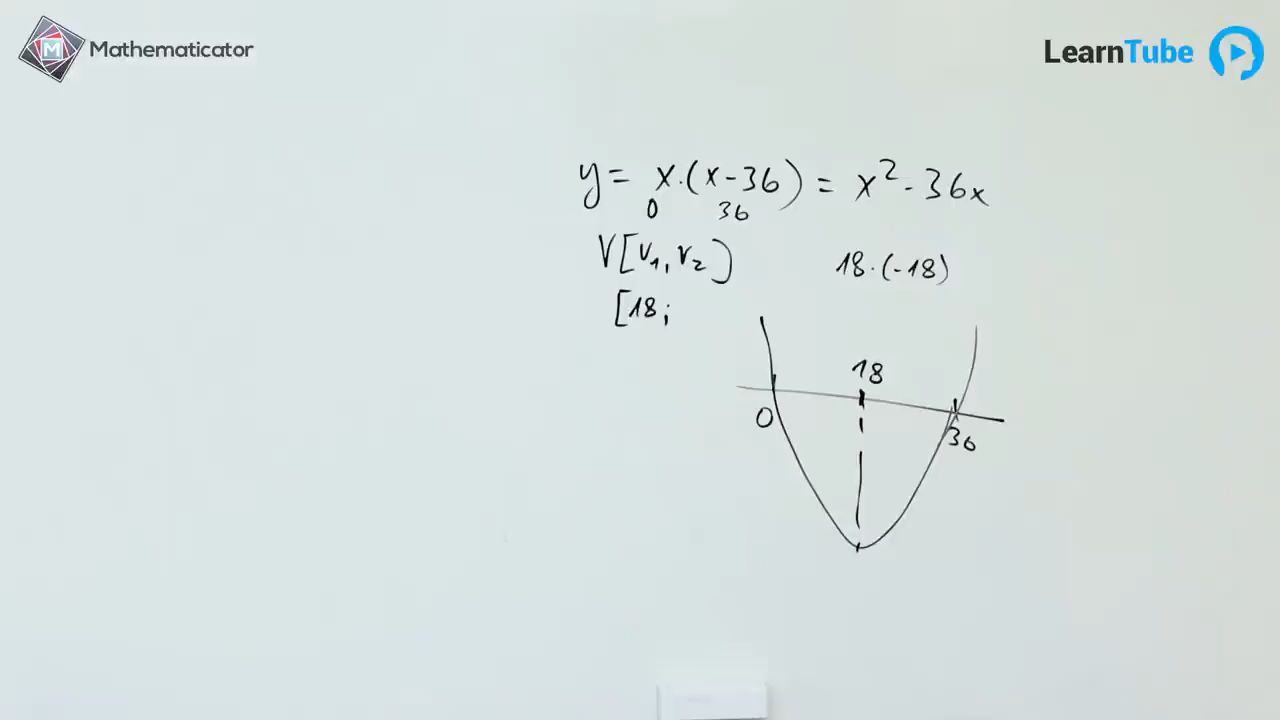 Mathematicator
LearnTube
y = x·(x-36) = x² - 36x
0 36
V[v₁, v₂]
18·(-18)
[18;
18
0
36